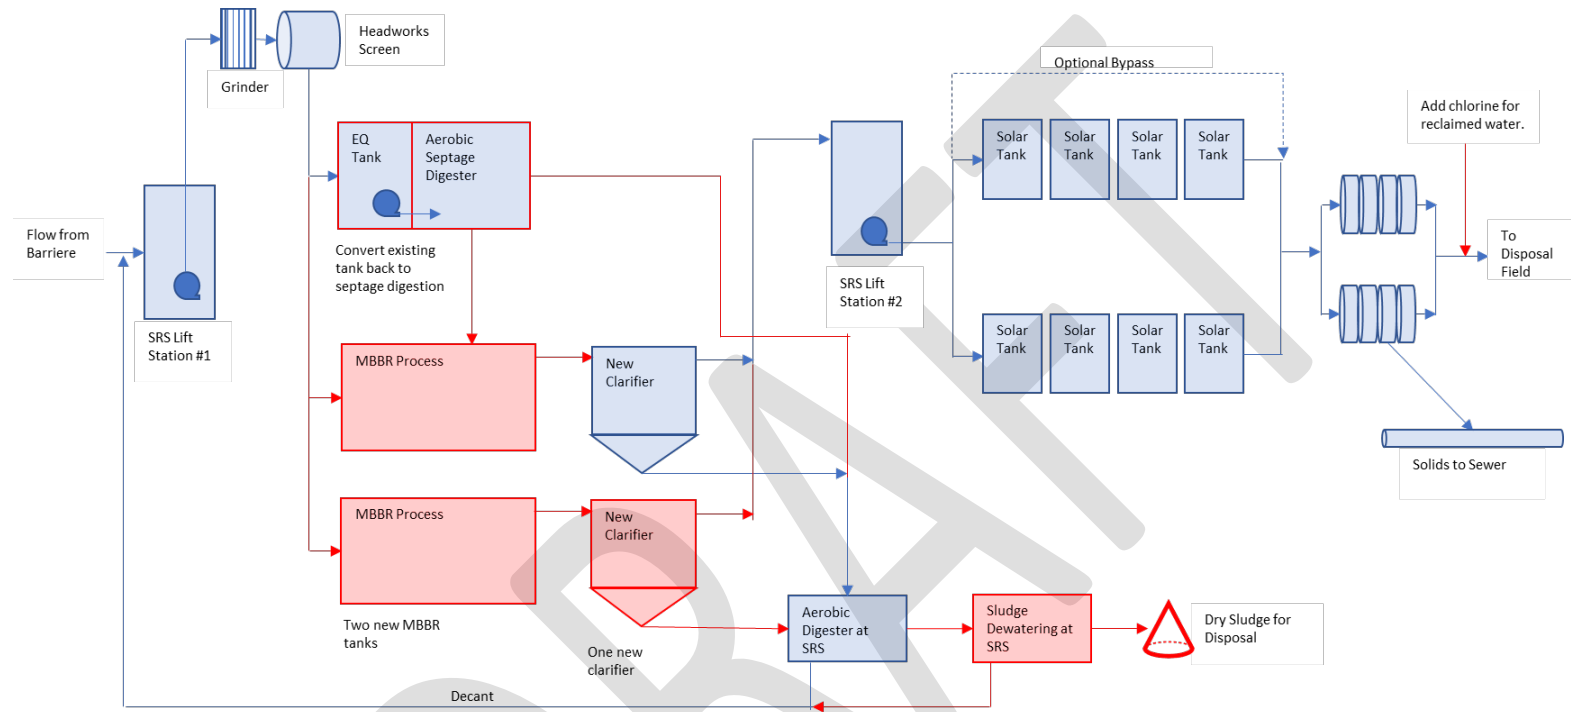 Headworks
Screen
Grinder
Optional Bypass
Add chlorine for
reclaimed water.
EQ
Tank
Aerobic
Septage
Digester
Solar
Tank
Solar
Tank
Solar
Tank
Solar
Tank
Flow from
Barriere
Convert existing
tank back to
septage digestion
SRS Lift
Station #1
SRS Lift
Station #2
To
Disposal
Field
Solar
Tank
Solar
Tank
Solar
Tank
Solar
Tank
MBBR Process
New
Clarifier
Solids to Sewer
MBBR Process
New
Clarifier
Two new MBBR
tanks
One new
clarifier
Aerobic
Digester at
SRS
Sludge
Dewatering at
SRS
Dry Sludge for
Disposal
Decant
DRAFT